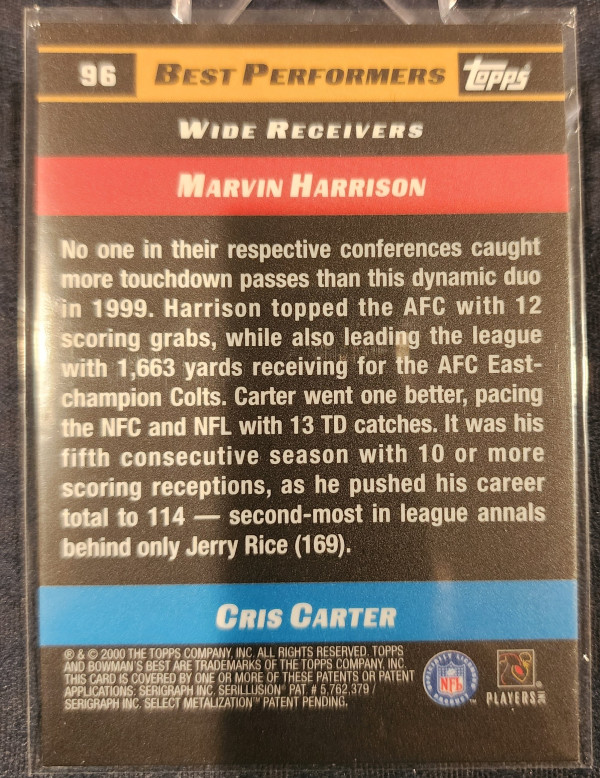 96 BEST PERFORMERS Topps
WIDE RECEIVERS
MARVIN HARRISON
No one in their respective conferences caught
more touchdown passes than this dynamic duo
in 1999. Harrison topped the AFC with 12
scoring grabs, while also leading the league
with 1,663 yards receiving for the AFC East-
champion Colts. Carter went one better, pacing
the NFC and NFL with 13 TD catches. It was his
fifth consecutive season with 10 or more
scoring receptions, as he pushed his career
total to 114 — second-most in league annals
behind only Jerry Rice (169).
CRIS CARTER
® & © 2000 THE TOPPS COMPANY, INC. ALL RIGHTS RESERVED. TOPPS
AND BOWMAN'S BEST ARE TRADEMARKS OF THE TOPPS COMPANY, INC.
THIS CARD IS COVERED BY ONE OR MORE OF THESE PATENTS OR PATENT
APPLICATIONS: SERIGRAPH INC. SERILLUSION® PAT. # 5,762,379 /
SERIGRAPH INC. SELECT METALIZATION™ PATENT PENDING.
NFL
PLAYERS INC